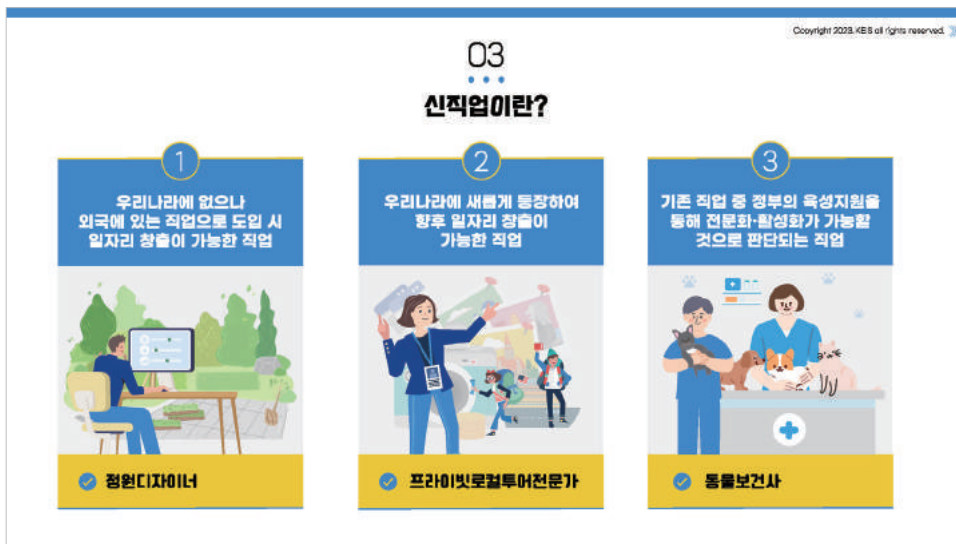 Copyright 2023.KBS all rights reserved.
03
신직업이란?
1
우리나라에 없으나
외국에 있는 직업으로 도입 시
일자리 창출이 가능한 직업
정원디자이너
2
우리나라에 새롭게 등장하여
향후 일자리 창출이
가능한 직업
프라이빗로컬투어전문가
3
기존 직업 중 정부의 육성지원을
통해 전문화·활성화가 가능할
것으로 판단되는 직업
동물보건사